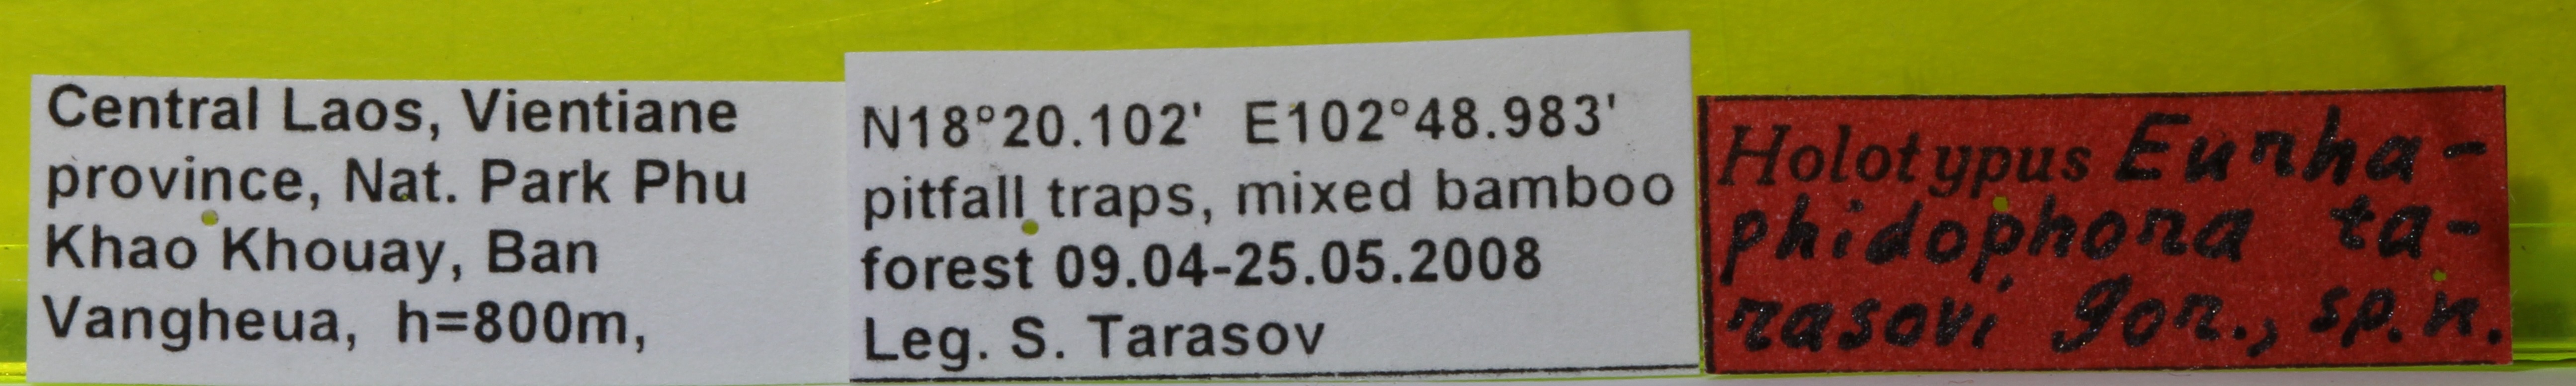 Central Laos, Vientiane
province, Nat. Park Phu
Khao Khouay, Ban
Vangheua, h=800m,
N18°20.102' E102°48.983'
pitfall traps, mixed bamboo
forest 09.04-25.05.2008
Leg. S. Tarasov
Holotypus Eurha-
phidophora ta-
rasovi Gor., sp. n.